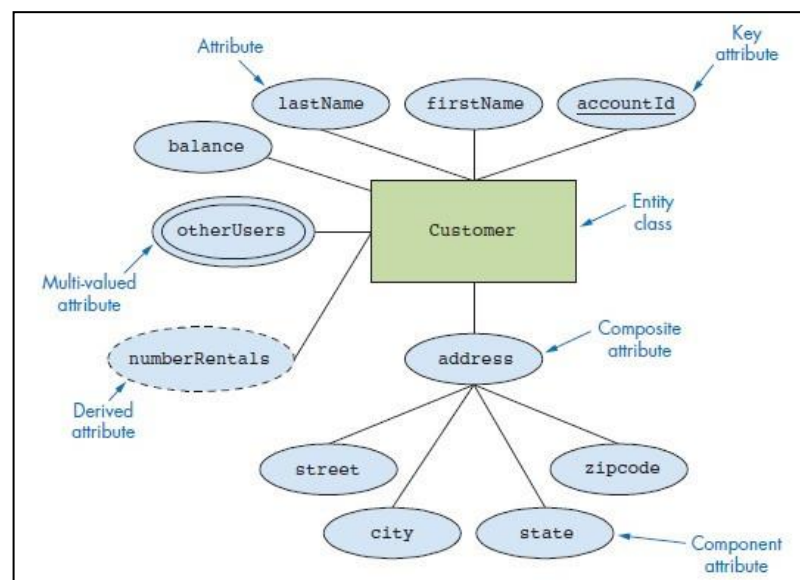 Attribute
Key
attribute
lastName
firstName
accountId
balance
otherUsers
Customer
Entity
class
Multi-valued
attribute
numberRentals
address
Composite
attribute
Derived
attribute
street
zipcode
city
state
Component
attribute